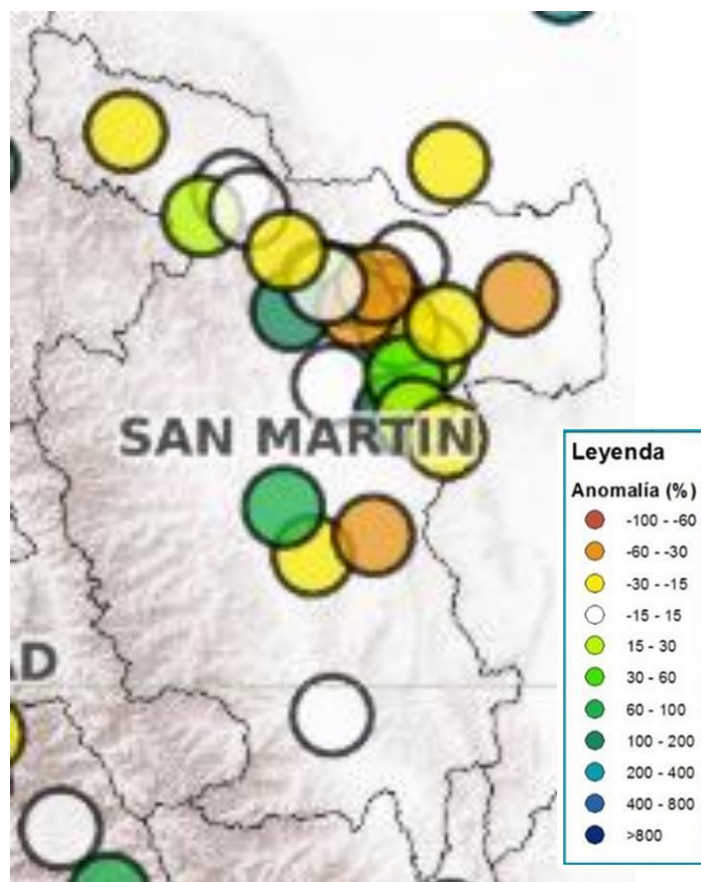 SAN MARTIN
AD
Leyenda
Anomalía (%)
-100 - -60
-60 - -30
-30 - -15
-15 - 15
15 - 30
30 - 60
60 - 100
100 - 200
200 - 400
400 - 800
>800